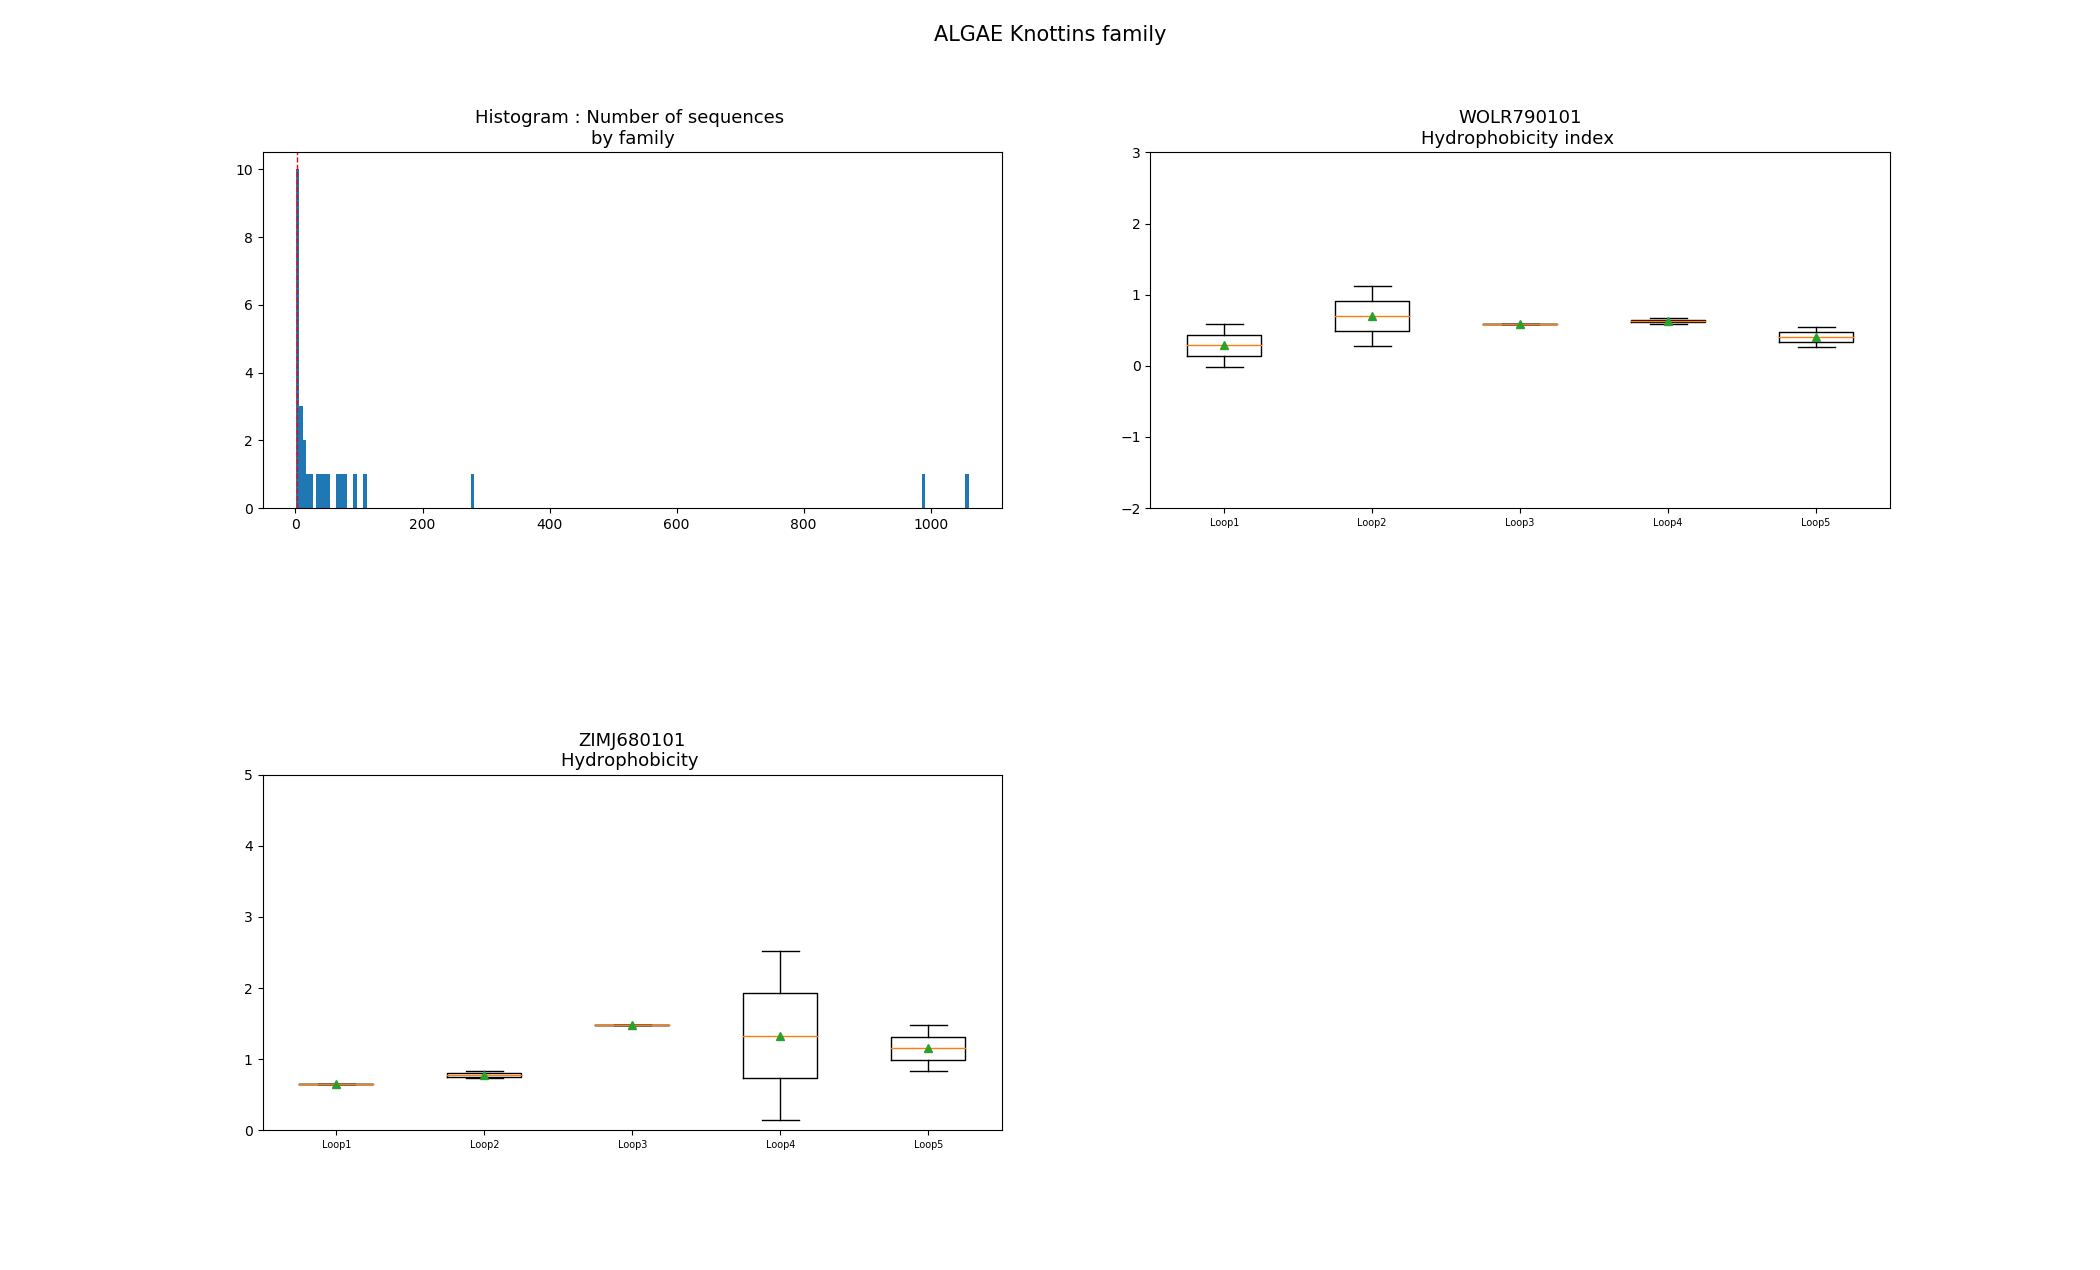 ALGAE Knottins family
Histogram : Number of sequences
by family
10
8
6
4
2
0
0 200 400 600 800 1000
WOLR790101
Hydrophobicity index
3
2
1
0
−1
−2
Loop1 Loop2 Loop3 Loop4 Loop5
ZIMJ680101
Hydrophobicity
5
4
3
2
1
0
Loop1 Loop2 Loop3 Loop4 Loop5